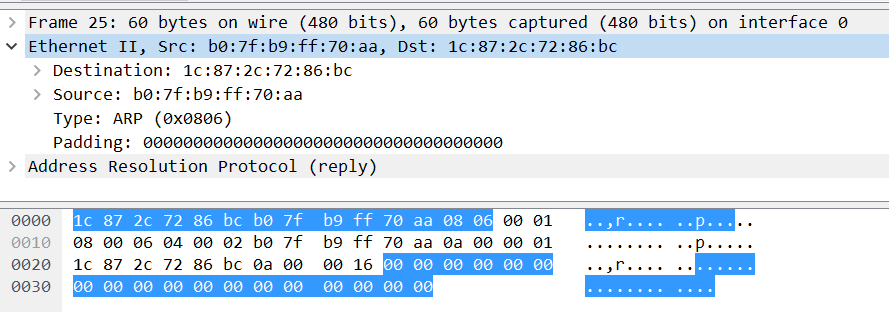 Frame 25: 60 bytes on wire (480 bits), 60 bytes captured (480 bits) on interface 0
Ethernet II, Src: b0:7f:b9:ff:70:aa, Dst: 1c:87:2c:72:86:bc
Destination: 1c:87:2c:72:86:bc
Source: b0:7f:b9:ff:70:aa
Type: ARP (0x0806)
Padding: 000000000000000000000000000000000000
Address Resolution Protocol (reply)
0000 1c 87 2c 72 86 bc b0 7f b9 ff 70 aa 08 06 00 01 ..,r.... ..p.....
0010 08 00 06 04 00 02 b0 7f b9 ff 70 aa 0a 00 00 01 ........ ..p.....
0020 1c 87 2c 72 86 bc 0a 00 00 16 00 00 00 00 00 00 ..,r.... ........
0030 00 00 00 00 00 00 00 00 00 00 00 00 ........ ....